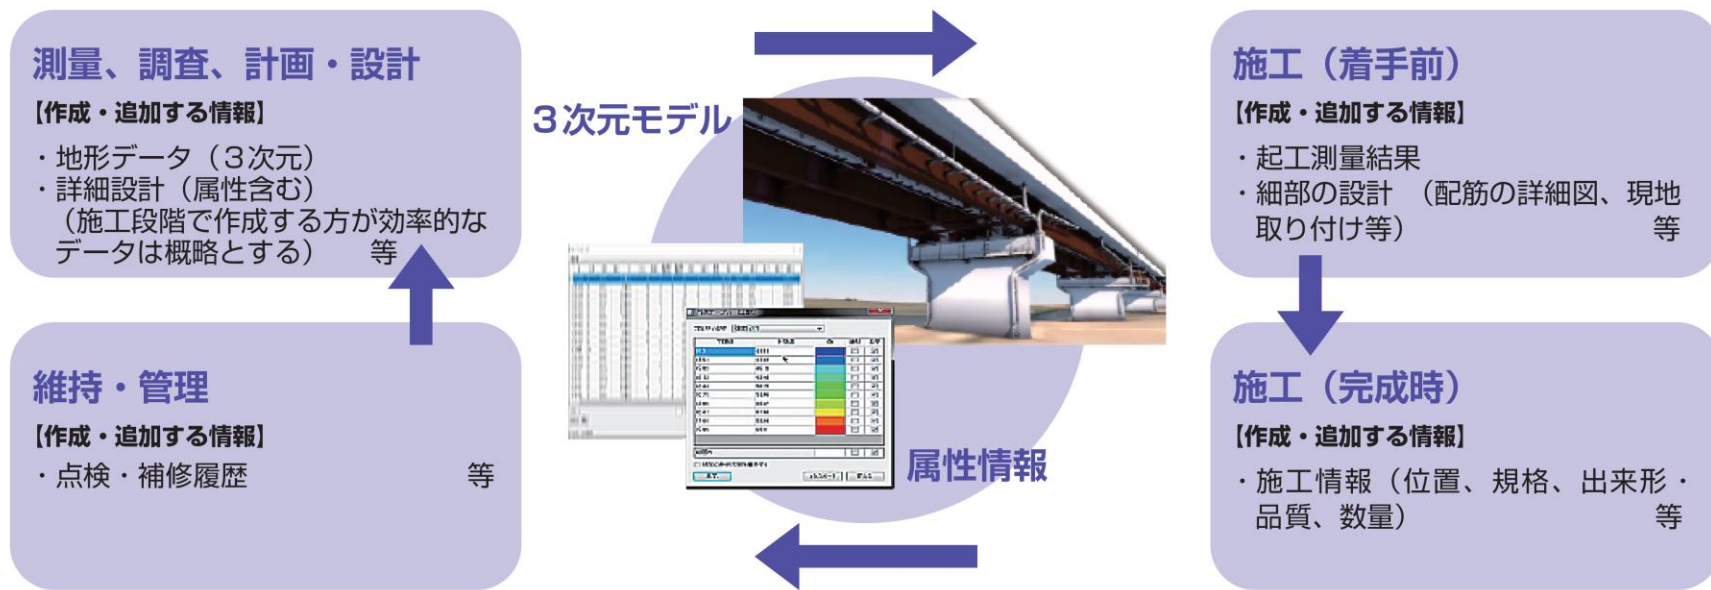 測量、調査、計画・設計
【作成・追加する情報】
・地形データ（３次元）
・詳細設計（属性含む）
（施工段階で作成する方が効率的な
データは概略とする）　等
維持・管理
【作成・追加する情報】
・点検・補修履歴　等
３次元モデル
属性情報
施工（着手前）
【作成・追加する情報】
・起工測量結果
・細部の設計　（配筋の詳細図、現地
取り付け等）　等
施工（完成時）
【作成・追加する情報】
・施工情報（位置、規格、出来形・
品質、数量）　等